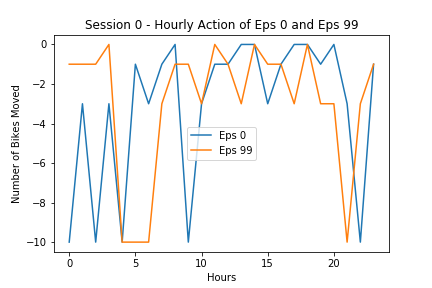 Session 0 - Hourly Action of Eps 0 and Eps 99
Number of Bikes Moved
0
−2
−4
−6
−8
−10
Eps 0
Eps 99
0
5
10
15
20
Hours